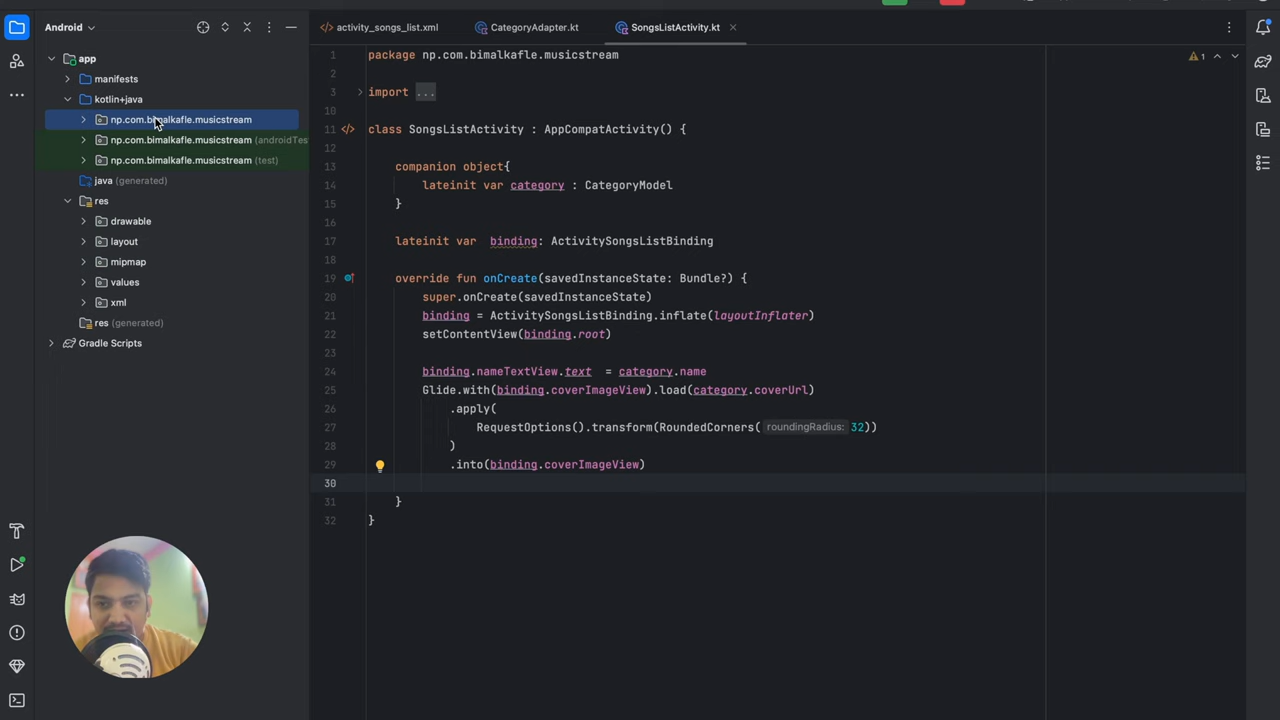 Android
app
manifests
kotlin+java
np.com.bimalkafle.musicstream
np.com.bimalkafle.musicstream (androidTes
np.com.bimalkafle.musicstream (test)
java (generated)
res
drawable
layout
mipmap
values
xml
res (generated)
Gradle Scripts
activity_songs_list.xml
CategoryAdapter.kt
SongsListActivity.kt
1 package np.com.bimalkafle.musicstream
2
3 import ...
10
11 class SongsListActivity : AppCompatActivity() {
12
13 companion object{
14 lateinit var category : CategoryModel
15 }
16
17 lateinit var binding: ActivitySongsListBinding
18
19 override fun onCreate(savedInstanceState: Bundle?) {
20 super.onCreate(savedInstanceState)
21 binding = ActivitySongsListBinding.inflate(layoutInflater)
22 setContentView(binding.root)
23
24 binding.nameTextView.text = category.name
25 Glide.with(binding.coverImageView).load(category.coverUrl)
26 .apply(
27 RequestOptions().transform(RoundedCorners( roundingRadius: 32))
28 )
29 .into(binding.coverImageView)
30
31 }
32 }
1